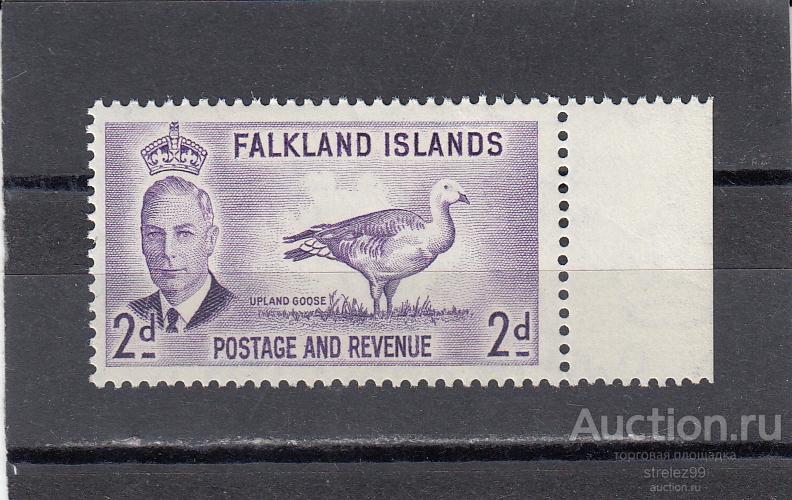 FALKLAND ISLANDS
UPLAND GOOSE
2d
POSTAGE AND REVENUE
2d
Auction.ru
торговая площадка
strelez99
auction.ru